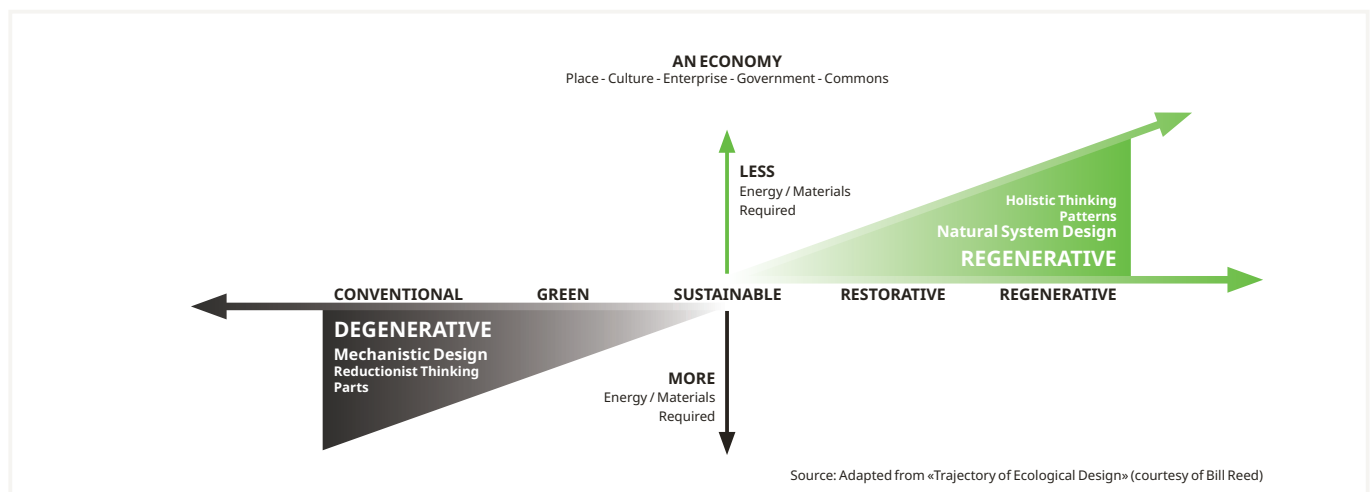 AN ECONOMY
Place - Culture - Enterprise - Government - Commons
LESS
Energy / Materials
Required
Holistic Thinking
Patterns
Natural System Design
REGENERATIVE
CONVENTIONAL GREEN SUSTAINABLE RESTORATIVE REGENERATIVE
DEGENERATIVE
Mechanistic Design
Reductionist Thinking
Parts
MORE
Energy / Materials
Required
Source: Adapted from «Trajectory of Ecological Design» (courtesy of Bill Reed)